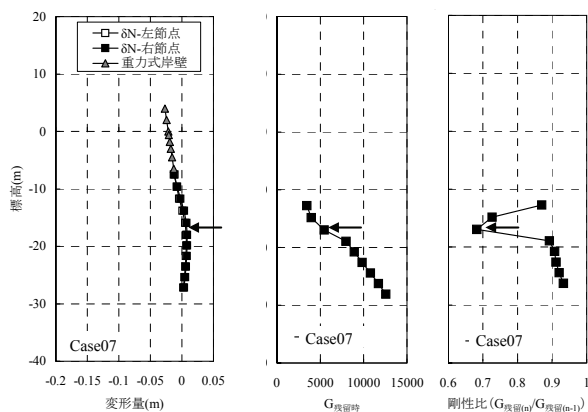 20
10
0
-10
-20
-30
-40
標高(m)
δN-左節点
δN-右節点
重力式岸壁
Case07
-0.2 -0.15 -0.1 -0.05 0 0.05
変形量(m)
- Case07
0 5000 10000 15000
G残留時
- Case07
0.6 0.7 0.8 0.9 1
剛性比(G残留(n)/G残留(n-1))